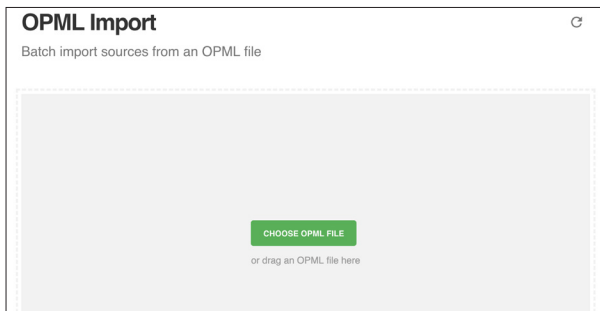 OPML Import
Batch import sources from an OPML file
CHOOSE OPML FILE
or drag an OPML file here